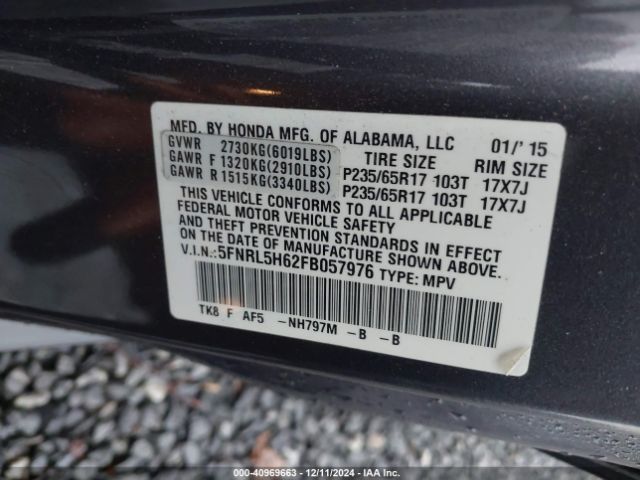 MFD. BY HONDA MFG. OF ALABAMA, LLC 01/'15
GVWR 2730KG(6019LBS) TIRE SIZE RIM SIZE
GAWR F 1320KG(2910LBS) P235/65R17 103T 17X7J
GAWR R 1515KG(3340LBS) P235/65R17 103T 17X7J
THIS VEHICLE CONFORMS TO ALL APPLICABLE
FEDERAL MOTOR VEHICLE SAFETY
AND THEFT PREVENTION STANDARDS IN EFFECT
ON THE DATE OF MANUFACTURE SHOWN ABOVE.
V.I.N.:5FNRL5H62FB057976 TYPE: MPV
TK8 F AF5 -NH797M -B -B
000-40969663 - 12/11/2024 - IAA Inc.